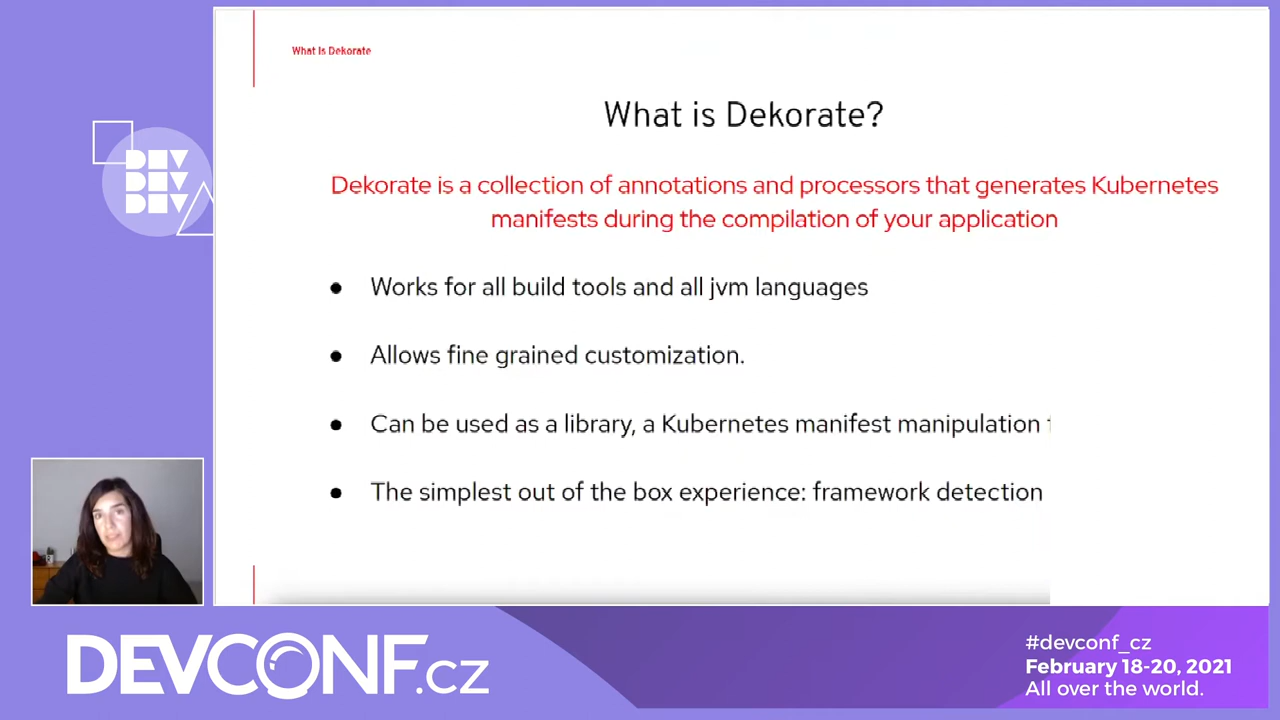 What Is Dekorate
What is Dekorate?
Dekorate is a collection of annotations and processors that generates Kubernetes
manifests during the compilation of your application
Works for all build tools and all jvm languages
Allows fine grained customization.
Can be used as a library, a Kubernetes manifest manipulation
The simplest out of the box experience: framework detection
DEV
DEV
DEV
DEVCONF.cz
#devconf_cz
February 18-20, 2021
All over the world.